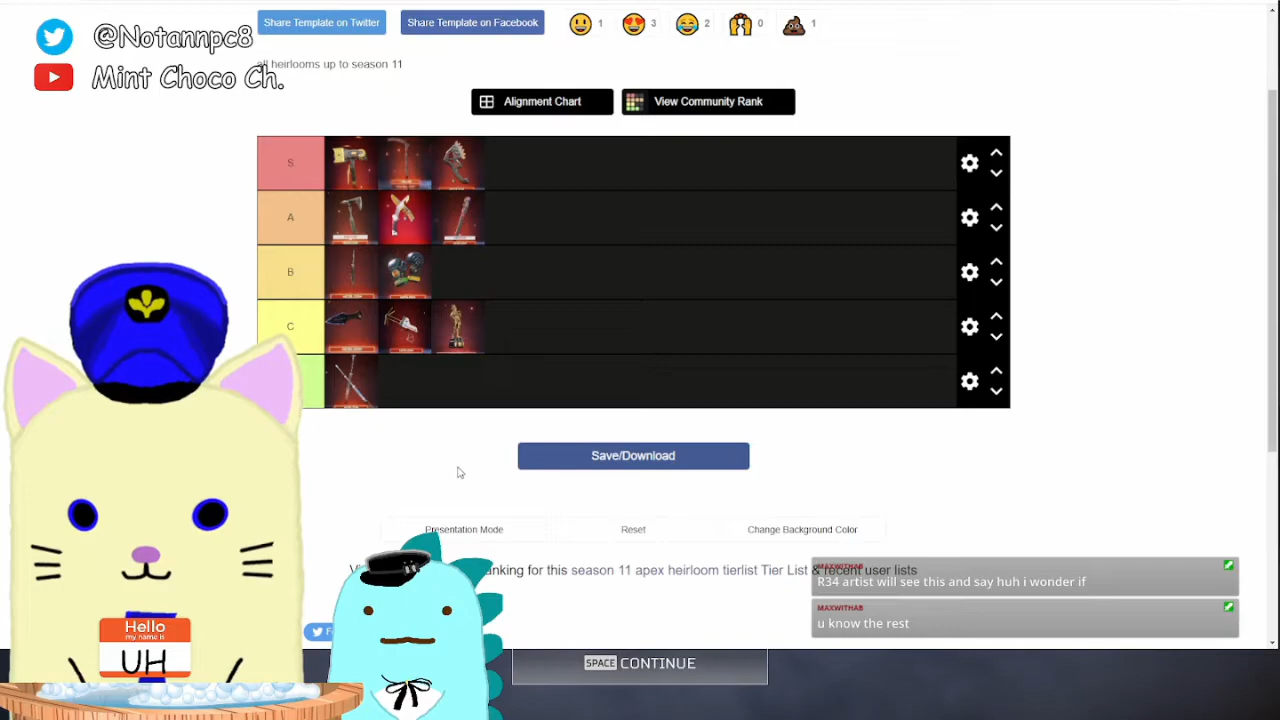 Share Template on Twitter
Share Template on Facebook
1
3
2
0
1
@Notannpc8
all heirlooms up to season 11
Mint Choco Ch.
Alignment Chart
View Community Rank
S
A
B
C
Save/Download
Presentation Mode
Reset
Change Background Color
anking for this season 11 apex heirloom tierlist Tier List & recent user lists
MAXWITHAB
R34 artist will see this and say huh i wonder if
MAXWITHAB
u know the rest
Hello
my name is
UH
SPACE CONTINUE